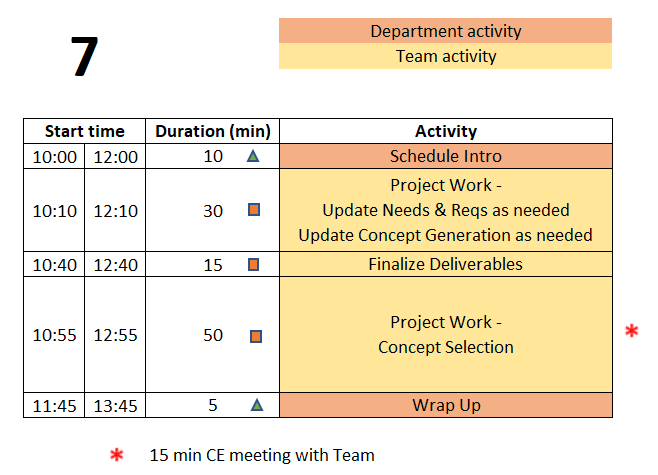 7
Department activity
Team activity
Start time Duration (min) Activity
10:00 12:00 10 Schedule Intro
10:10 12:10 30 Project Work -
Update Needs & Reqs as needed
Update Concept Generation as needed
10:40 12:40 15 Finalize Deliverables
10:55 12:55 50 Project Work -
Concept Selection
*
11:45 13:45 5 Wrap Up
* 15 min CE meeting with Team